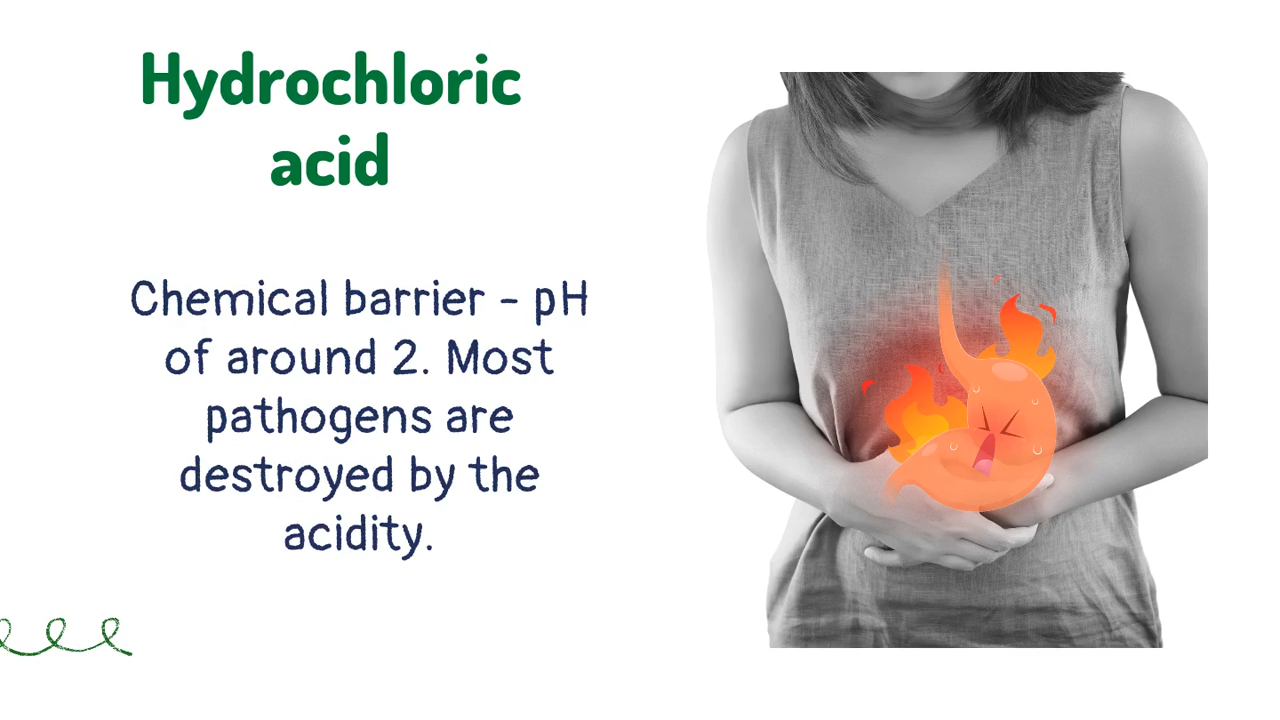 Hydrochloric
acid
Chemical barrier - pH
of around 2. Most
pathogens are
destroyed by the
acidity.